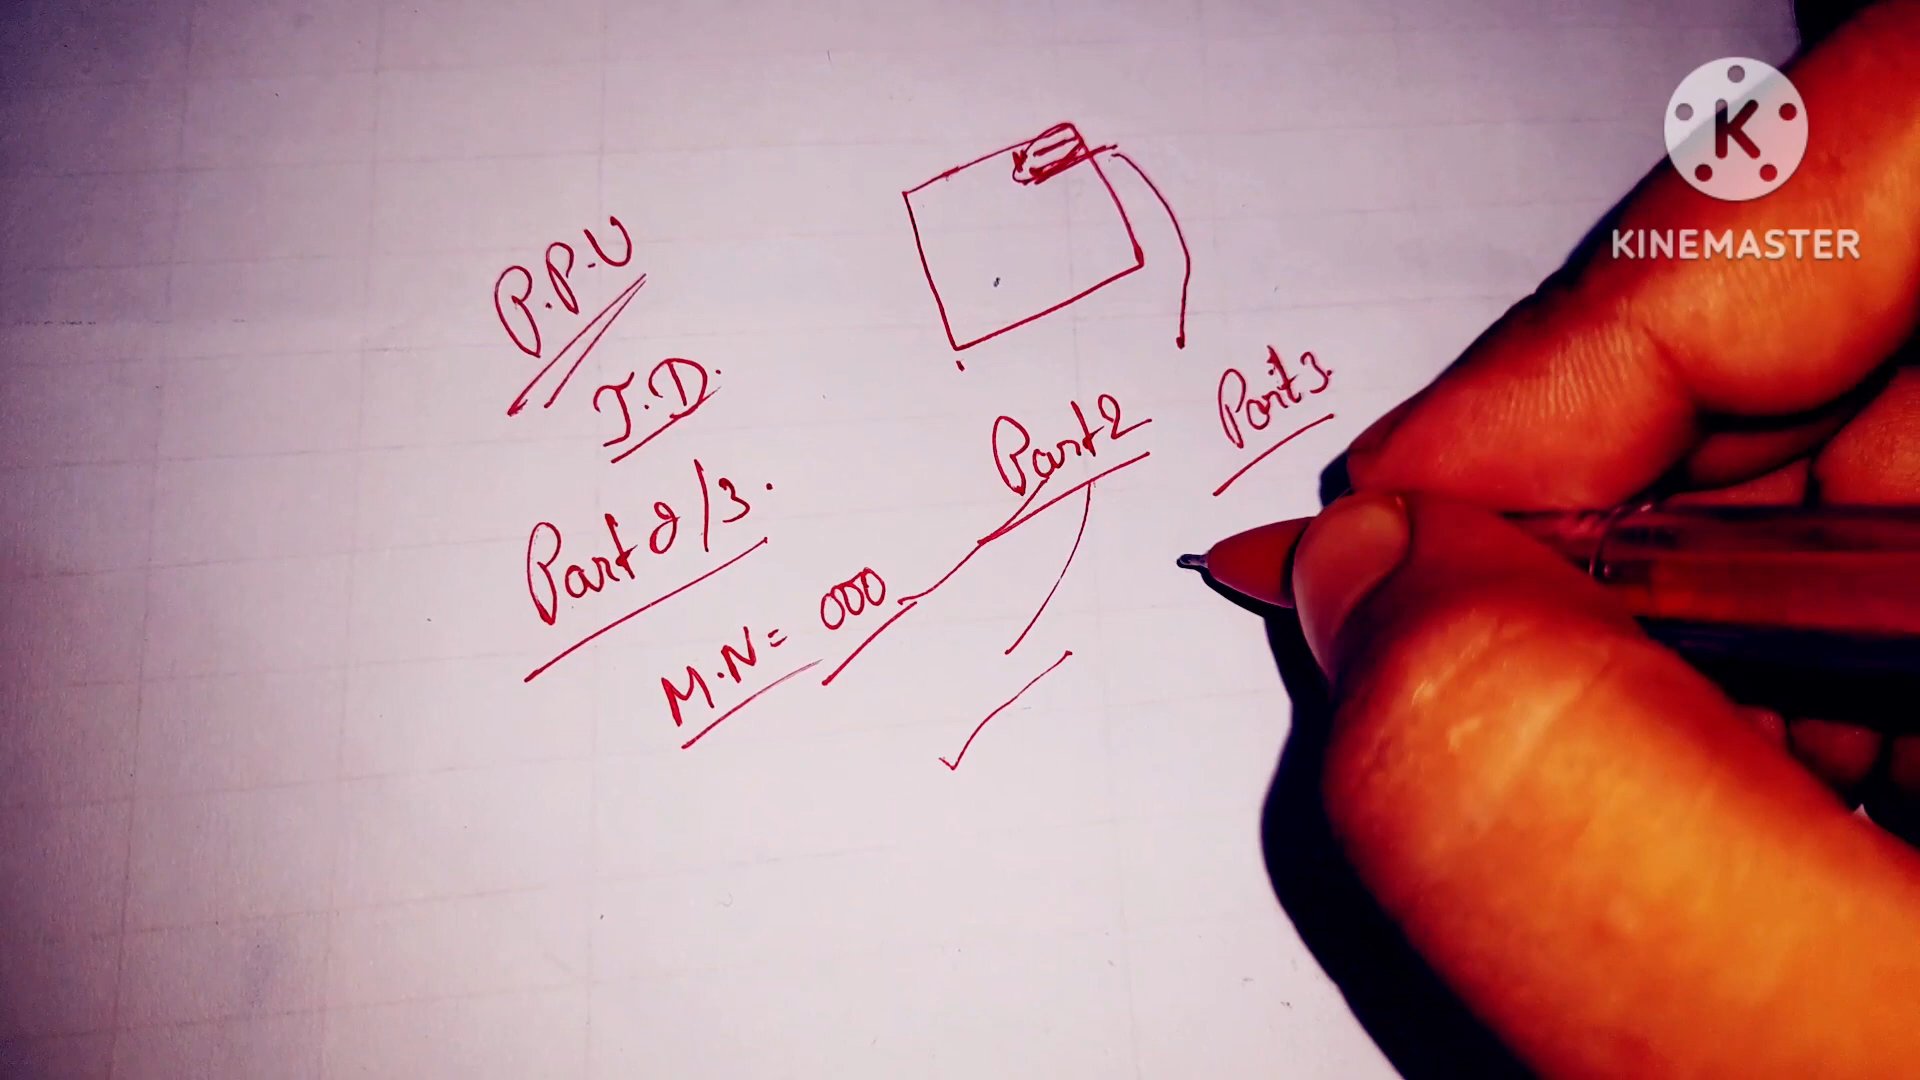 P.P.U
T.D.
Part 2/3.
M.N = 000
Part 2
Part 3.
K
KINEMASTER